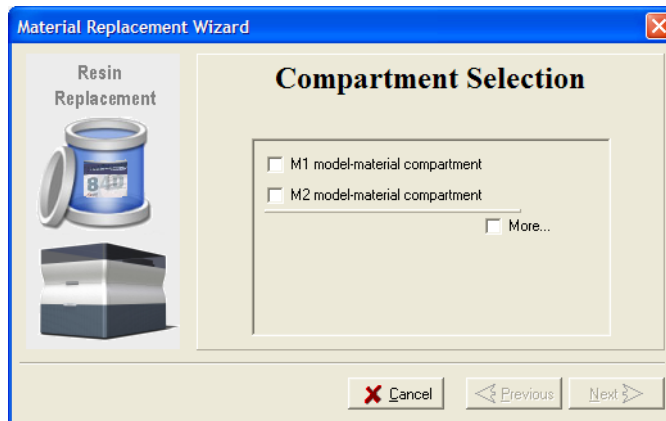 Material Replacement Wizard
Resin
Replacement
Compartment Selection
840
M1 model-material compartment
M2 model-material compartment
More...
Cancel
Previous
Next